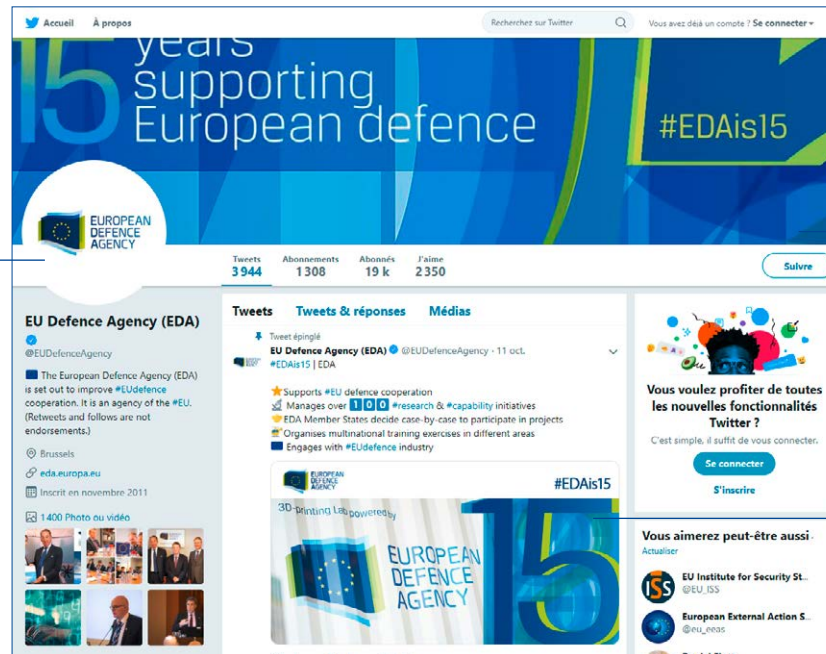 Accueil À propos
Recherchez sur Twitter
Vous avez déjà un compte ? Se connecter
15 years
supporting
European defence
#EDAis15
EUROPEAN
DEFENCE
AGENCY
Tweets Abonnements Abonnés J'aime
3 944 1 308 19 k 2 350
Suivre
EU Defence Agency (EDA)
@EUDefenceAgency
The European Defence Agency (EDA)
is set out to improve #EUdefence
cooperation. It is an agency of the #EU.
(Retweets and follows are not
endorsements.)
Brussels
eda.europa.eu
Inscrit en novembre 2011
1 400 Photo ou vidéo
Tweets Tweets & réponses Médias
Tweet épinglé
EU Defence Agency (EDA) @EUDefenceAgency · 11 oct.
#EDAis15 | EDA
Supports #EU defence cooperation
Manages over 1 0 0 #research & #capability initiatives
EDA Member States decide case-by-case to participate in projects
Organises multinational training exercises in different areas
Engages with #EUdefence industry
EUROPEAN
DEFENCE
AGENCY
#EDAis15
3D-printing Lab powered by
15
EUROPEAN
DEFENCE
AGENCY
Vous voulez profiter de toutes
les nouvelles fonctionnalités
Twitter ?
C'est simple, il suffit de vous connecter.
Se connecter
S'inscrire
Vous aimerez peut-être aussi ·
Actualiser
ISS
EU Institute for Security St...
@EU_ISS
European External Action S...
@eu_eeas